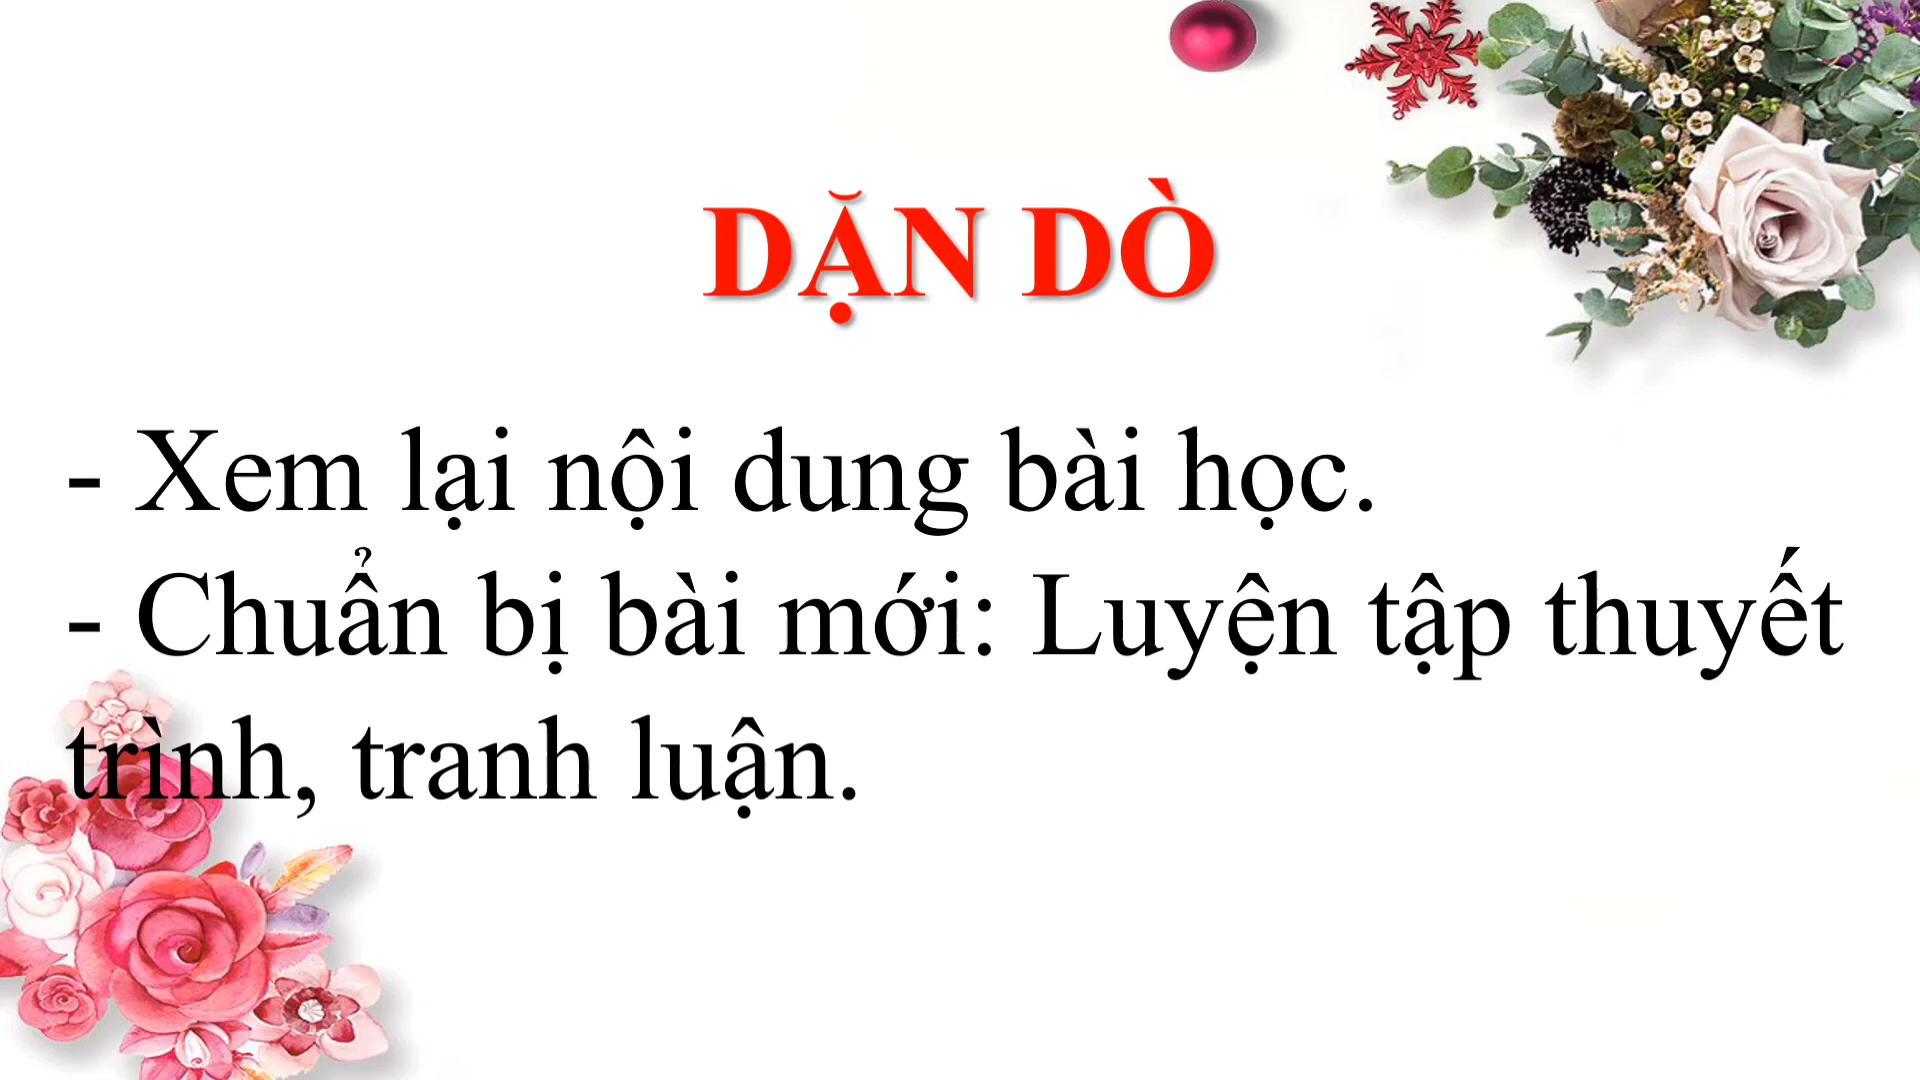 DẶN DÒ
- Xem lại nội dung bài học.
- Chuẩn bị bài mới: Luyện tập thuyết
trình, tranh luận.